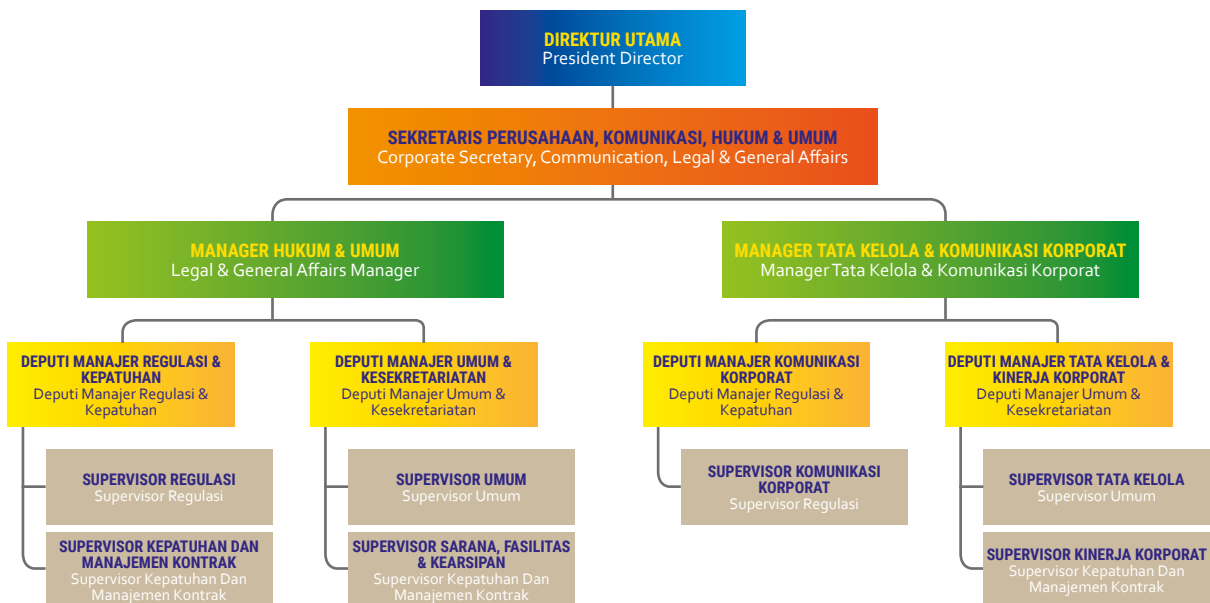 DIREKTUR UTAMA
President Director
SEKRETARIS PERUSAHAAN, KOMUNIKASI, HUKUM & UMUM
Corporate Secretary, Communication, Legal & General Affairs
MANAGER HUKUM & UMUM
Legal & General Affairs Manager
MANAGER TATA KELOLA & KOMUNIKASI KORPORAT
Manager Tata Kelola & Komunikasi Korporat
DEPUTI MANAJER REGULASI &
KEPATUHAN
Deputi Manajer Regulasi &
Kepatuhan
DEPUTI MANAJER UMUM &
KESEKRETARIATAN
Deputi Manajer Umum &
Kesekretariatan
DEPUTI MANAJER KOMUNIKASI
KORPORAT
Deputi Manajer Regulasi &
Kepatuhan
DEPUTI MANAJER TATA KELOLA &
KINERJA KORPORAT
Deputi Manajer Umum &
Kesekretariatan
SUPERVISOR REGULASI
Supervisor Regulasi
SUPERVISOR UMUM
Supervisor Umum
SUPERVISOR KOMUNIKASI
KORPORAT
Supervisor Regulasi
SUPERVISOR TATA KELOLA
Supervisor Umum
SUPERVISOR KEPATUHAN DAN
MANAJEMEN KONTRAK
Supervisor Kepatuhan Dan
Manajemen Kontrak
SUPERVISOR SARANA, FASILITAS
& KEARSIPAN
Supervisor Kepatuhan Dan
Manajemen Kontrak
SUPERVISOR KINERJA KORPORAT
Supervisor Kepatuhan Dan
Manajemen Kontrak